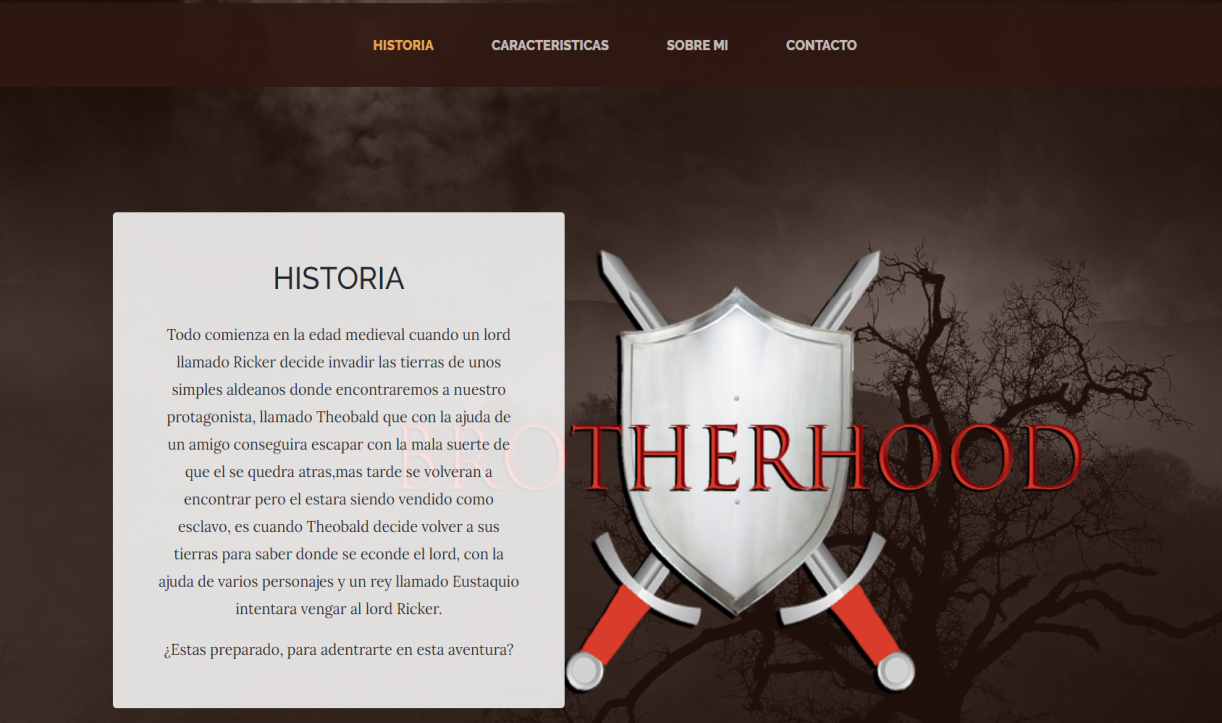 HISTORIA CARACTERISTICAS SOBRE MI CONTACTO
HISTORIA
Todo comienza en la edad medieval cuando un lord
llamado Ricker decide invadir las tierras de unos
simples aldeanos donde encontraremos a nuestro
protagonista, llamado Theobald que con la ajuda de
un amigo conseguira escapar con la mala suerte de
que el se quedra atras,mas tarde se volveran a
encontrar pero el estara siendo vendido como
esclavo, es cuando Theobald decide volver a sus
tierras para saber donde se econde el lord, con la
ajuda de varios personajes y un rey llamado Eustaquio
intentara vengar al lord Ricker.
¿Estas preparado, para adentrarte en esta aventura?
BROTHERHOOD